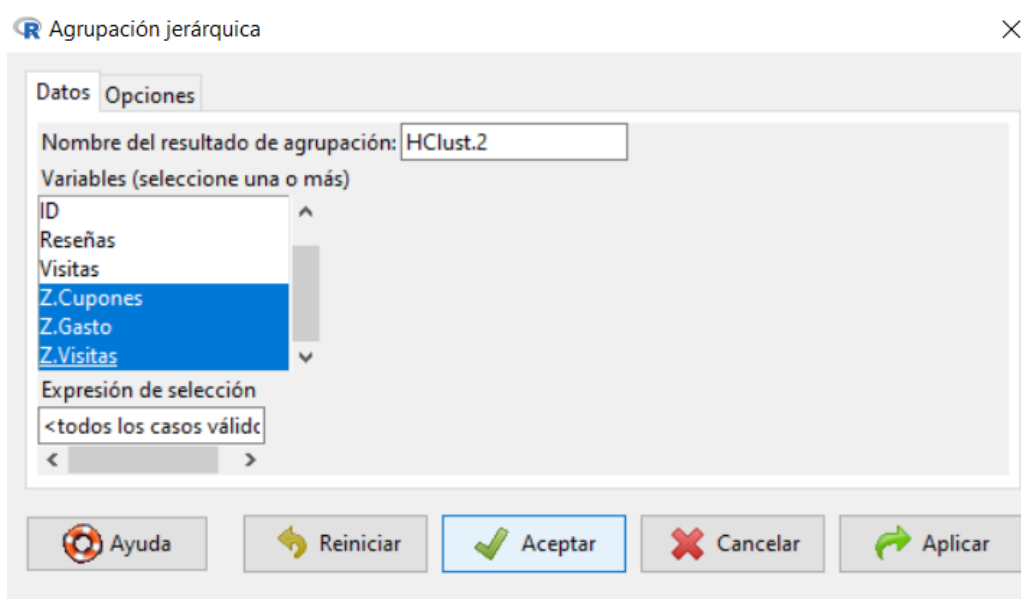 R Agrupación jerárquica
Datos Opciones
Nombre del resultado de agrupación: HClust.2
Variables (seleccione una o más)
ID
Reseñas
Visitas
Z.Cupones
Z.Gasto
Z.Visitas
Expresión de selección
<todos los casos válidc
Ayuda Reiniciar Aceptar Cancelar Aplicar